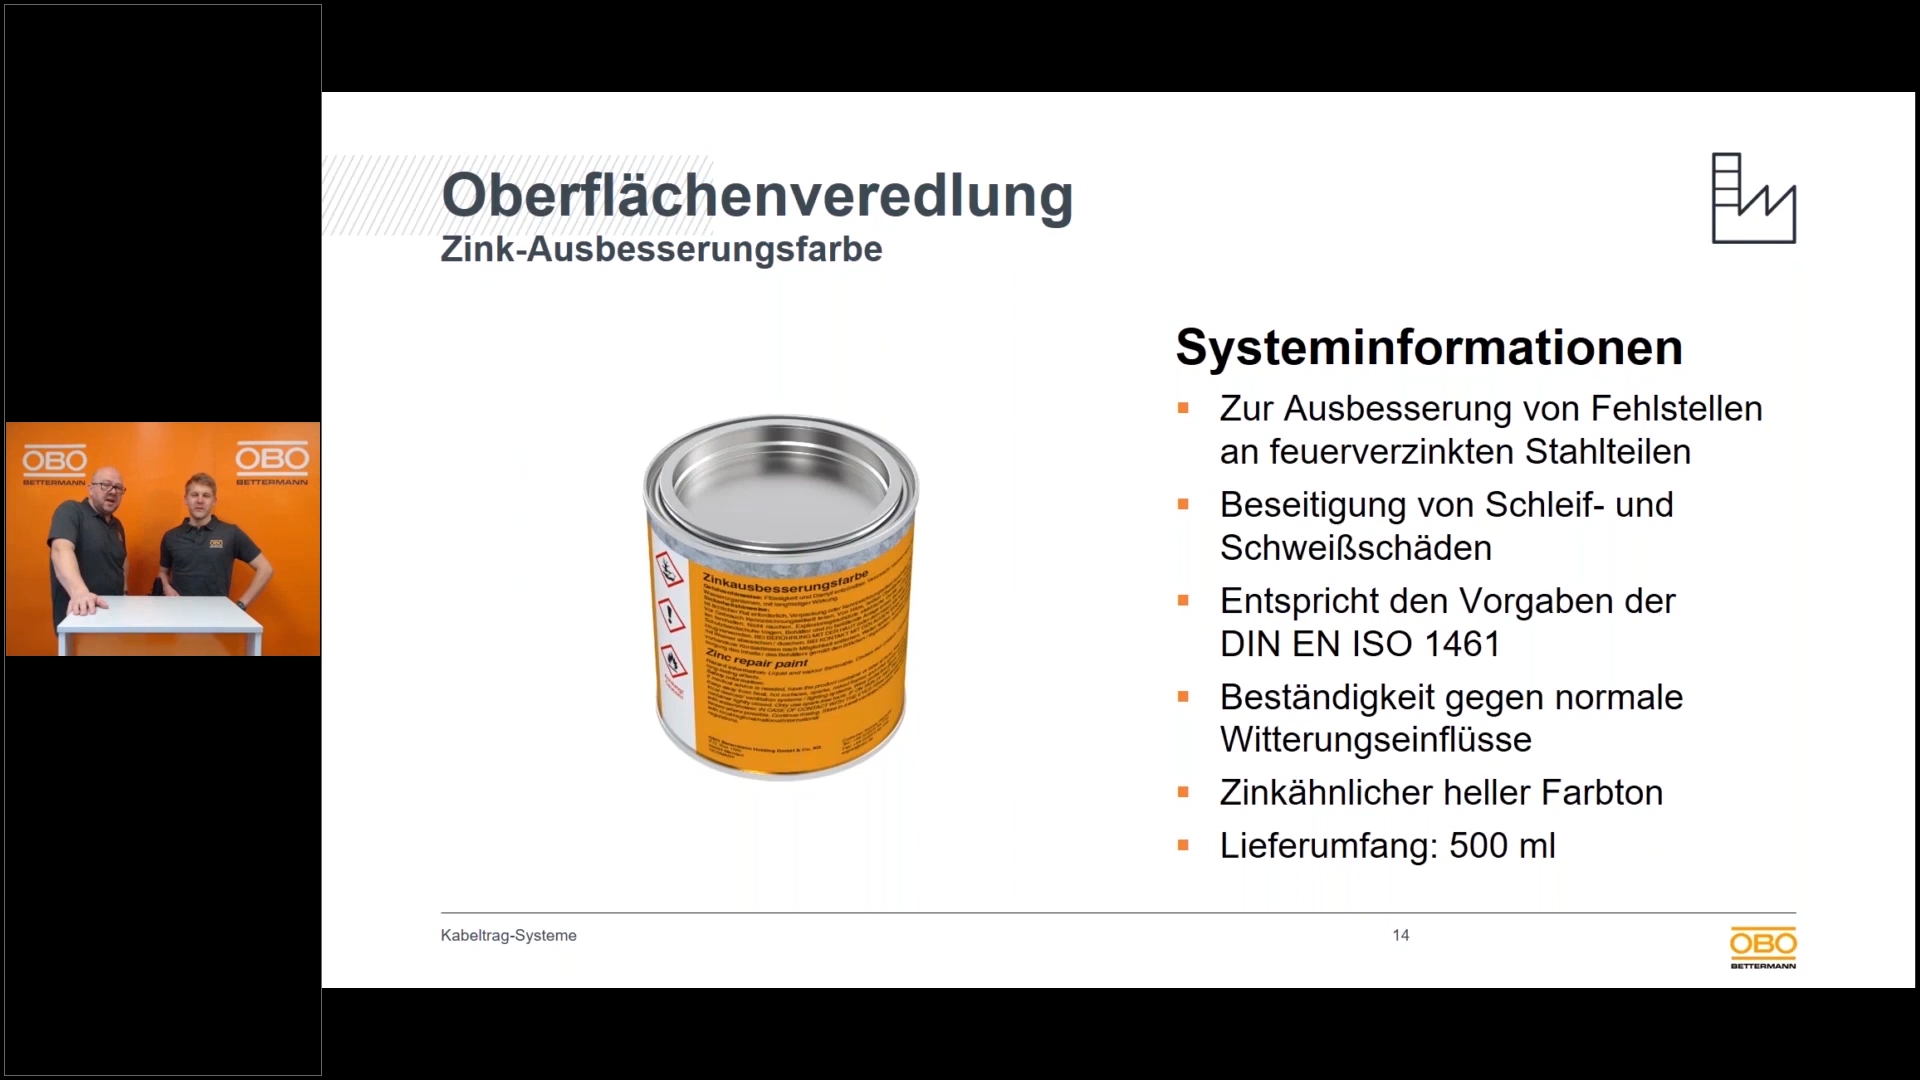 Oberflächenveredlung
Zink-Ausbesserungsfarbe
OBO
BETTERMANN
OBO
BETTERMANN
Zinkausbesserungsfarbe
Zinc repair paint
Systeminformationen
Zur Ausbesserung von Fehlstellen
an feuerverzinkten Stahlteilen
Beseitigung von Schleif- und
Schweißschäden
Entspricht den Vorgaben der
DIN EN ISO 1461
Beständigkeit gegen normale
Witterungseinflüsse
Zinkähnlicher heller Farbton
Lieferumfang: 500 ml
Kabeltrag-Systeme
14
OBO
BETTERMANN